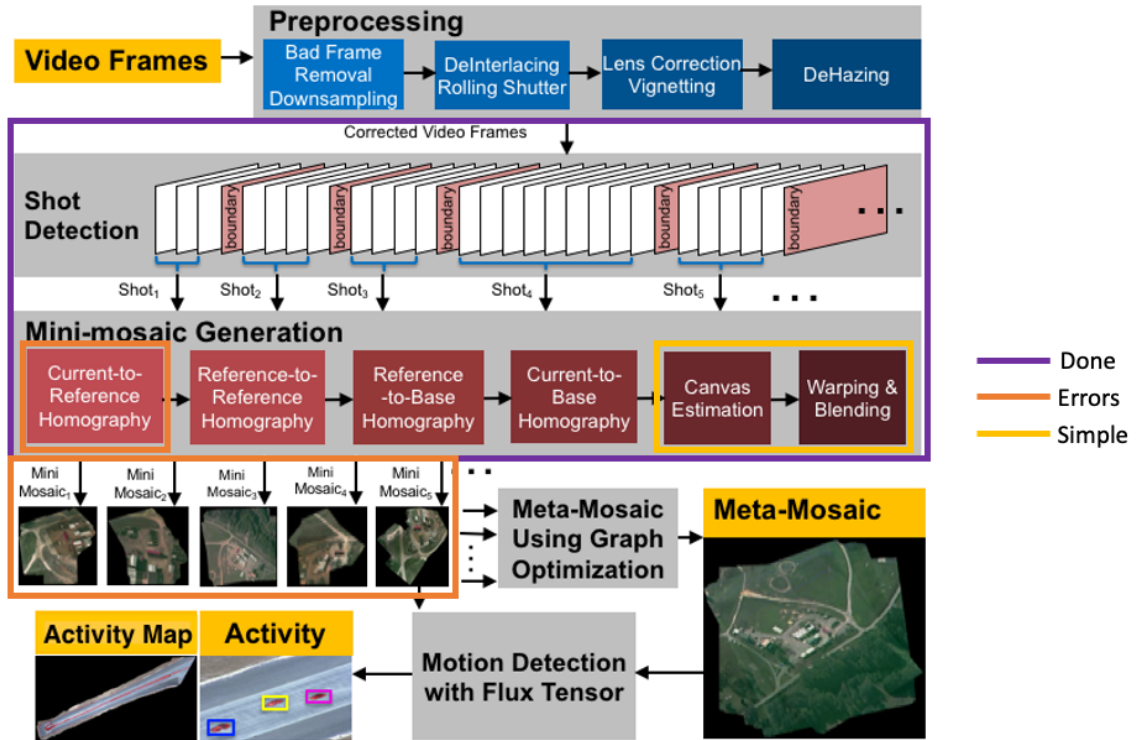 Preprocessing
Video Frames
Bad Frame
Removal
Downsampling
DeInterlacing
Rolling Shutter
Lens Correction
Vignetting
DeHazing
Corrected Video Frames
Shot
Detection
boundary
boundary
boundary
boundary
boundary
...
Shot₁
Shot₂
Shot₃
Shot₄
Shot₅
...
Mini-mosaic Generation
Current-to-
Reference
Homography
Reference-to-
Reference
Homography
Reference
-to-Base
Homography
Current-to-
Base
Homography
Canvas
Estimation
Warping &
Blending
Done
Errors
Simple
Mini
Mosaic₁
Mini
Mosaic₂
Mini
Mosaic₃
Mini
Mosaic₄
Mini
Mosaic₅
...
Meta-Mosaic
Using Graph
Optimization
Meta-Mosaic
Activity Map
Activity
Motion Detection
with Flux Tensor